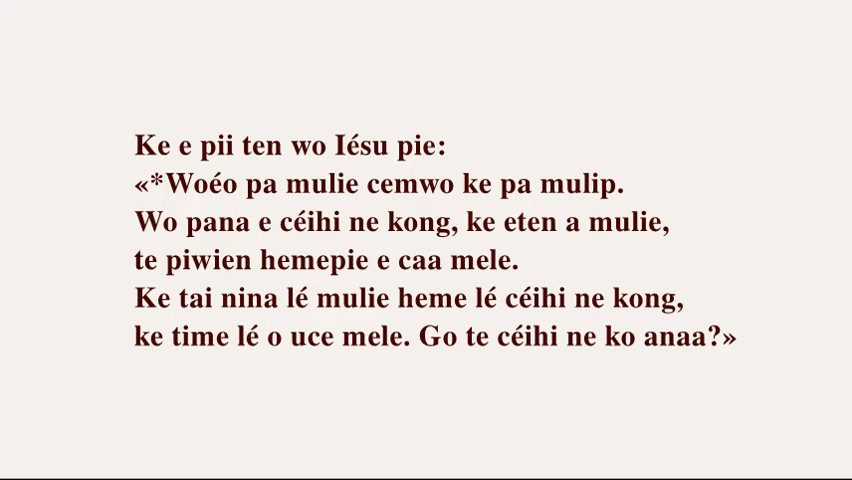 Ke e pii ten wo Iésu pie:
«*Woéo pa mulie cemwo ke pa mulip.
Wo pana e céihi ne kong, ke eten a mulie,
te piwien hemepie e caa mele.
Ke tai nina lé mulie heme lé céihi ne kong,
ke time lé o uce mele. Go te céihi ne ko anaa?»